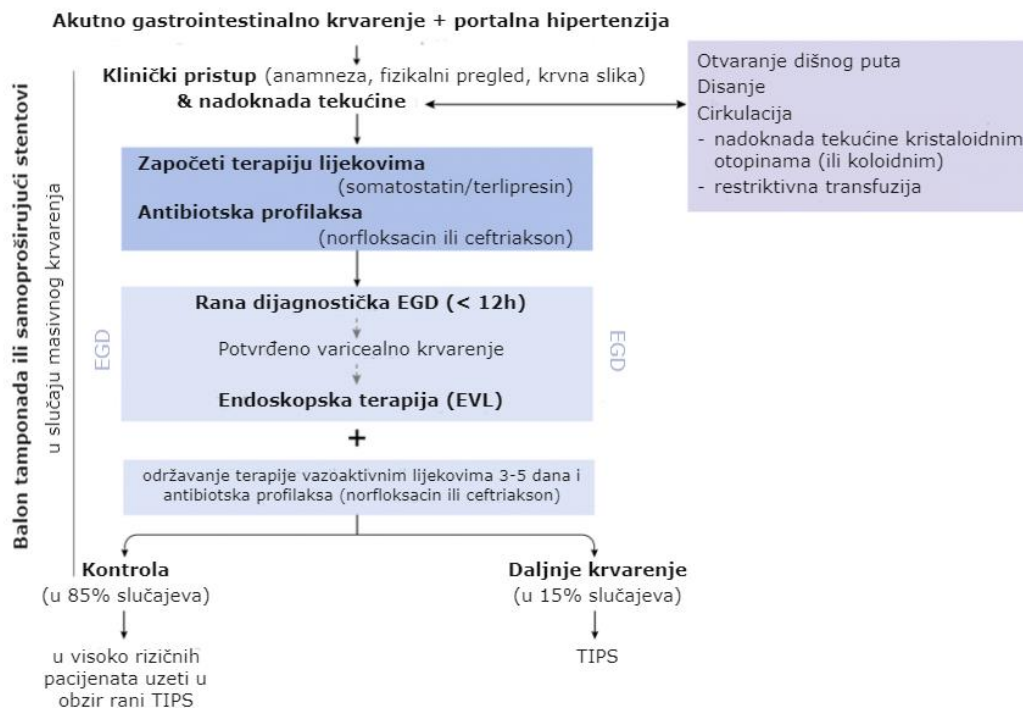 Akutno gastrointestinalno krvarenje + portalna hipertenzija
Klinički pristup (anamneza, fizikalni pregled, krvna slika)
& nadoknada tekućine
Otvaranje dišnog puta
Disanje
Cirkulacija
- nadoknada tekućine kristaloidnim
otopinama (ili koloidnim)
- restriktivna transfuzija
Balon tamponada ili samoproširujući stentovi
u slučaju masivnog krvarenja
Započeti terapiju lijekovima
(somatostatin/terlipresin)
Antibotska profilaksa
(norfloksacin ili ceftriakson)
EGD
Rana dijagnostička EGD (< 12h)
Potvrđeno varicealno krvarenje
Endoskopska terapija (EVL)
EGD
+
održavanje terapije vazoaktivnim lijekovima 3-5 dana i
antibiotska profilaksa (norfloksacin ili ceftriakson)
Kontrola
(u 85% slučajeva)
Daljnje krvarenje
(u 15% slučajeva)
u visoko rizičnih
pacijenata uzeti u
obzir rani TIPS
TIPS